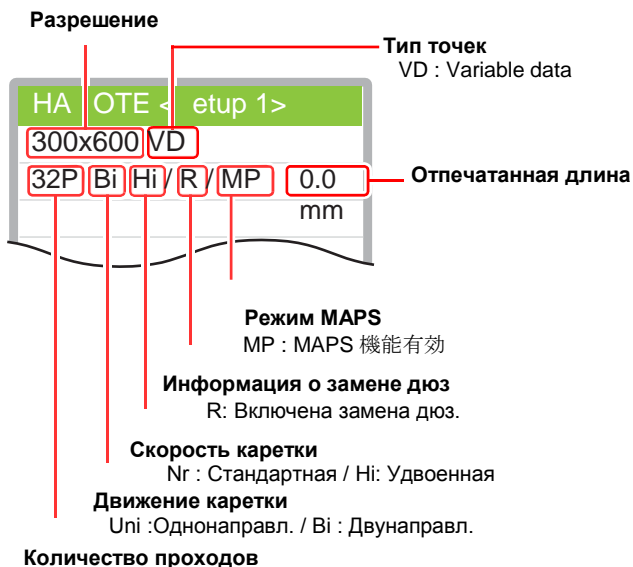 Разрешение
Тип точек
VD : Variable data
HA OTE < etup 1>
300x600 VD
32P Bi Hi / R / MP 0.0
mm
Отпечатанная длина
Режим MAPS
MP : MAPS 機能有効
Информация о замене дюз
R: Включена замена дюз.
Скорость каретки
Nr : Стандартная / Hi: Удвоенная
Движение каретки
Uni :Однонаправл. / Bi : Двунаправл.
Количество проходов